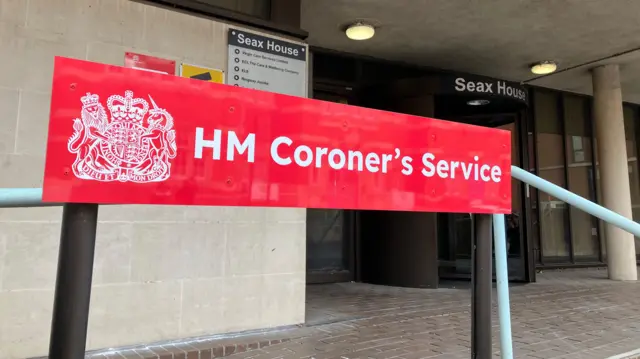 Seax House
Seax House
HM Coroner's Service